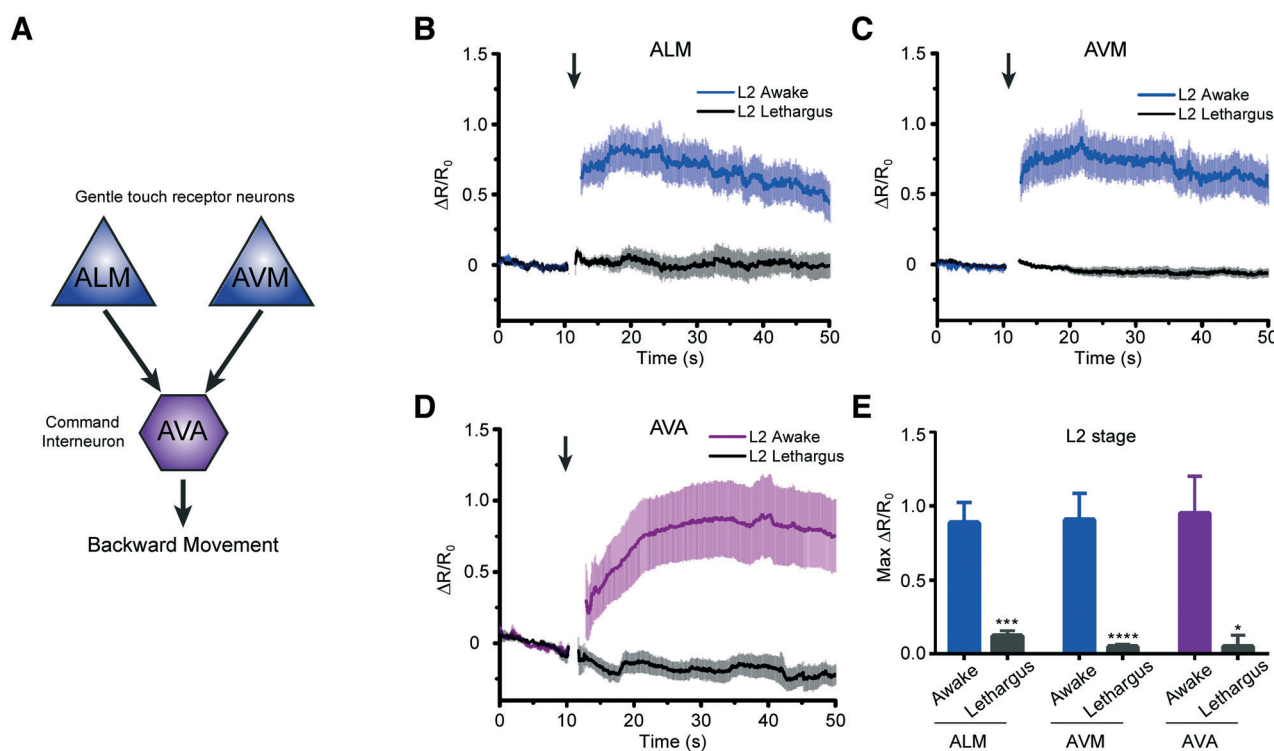 A
Gentle touch receptor neurons
ALM
AVM
Command
Interneuron
AVA
Backward Movement
B
ALM
L2 Awake
L2 Lethargus
1.5
1.0
0.5
0
ΔR/R0
0
10
20
30
40
50
Time (s)
C
AVM
L2 Awake
L2 Lethargus
1.5
1.0
0.5
0
ΔR/R0
0
10
20
30
40
50
Time (s)
D
AVA
L2 Awake
L2 Lethargus
1.5
1.0
0.5
0
ΔR/R0
0
10
20
30
40
50
Time (s)
E
L2 stage
1.5
1.0
0.5
0.0
Max ΔR/R0
***
****
*
Awake
Lethargus
Awake
Lethargus
Awake
Lethargus
ALM
AVM
AVA